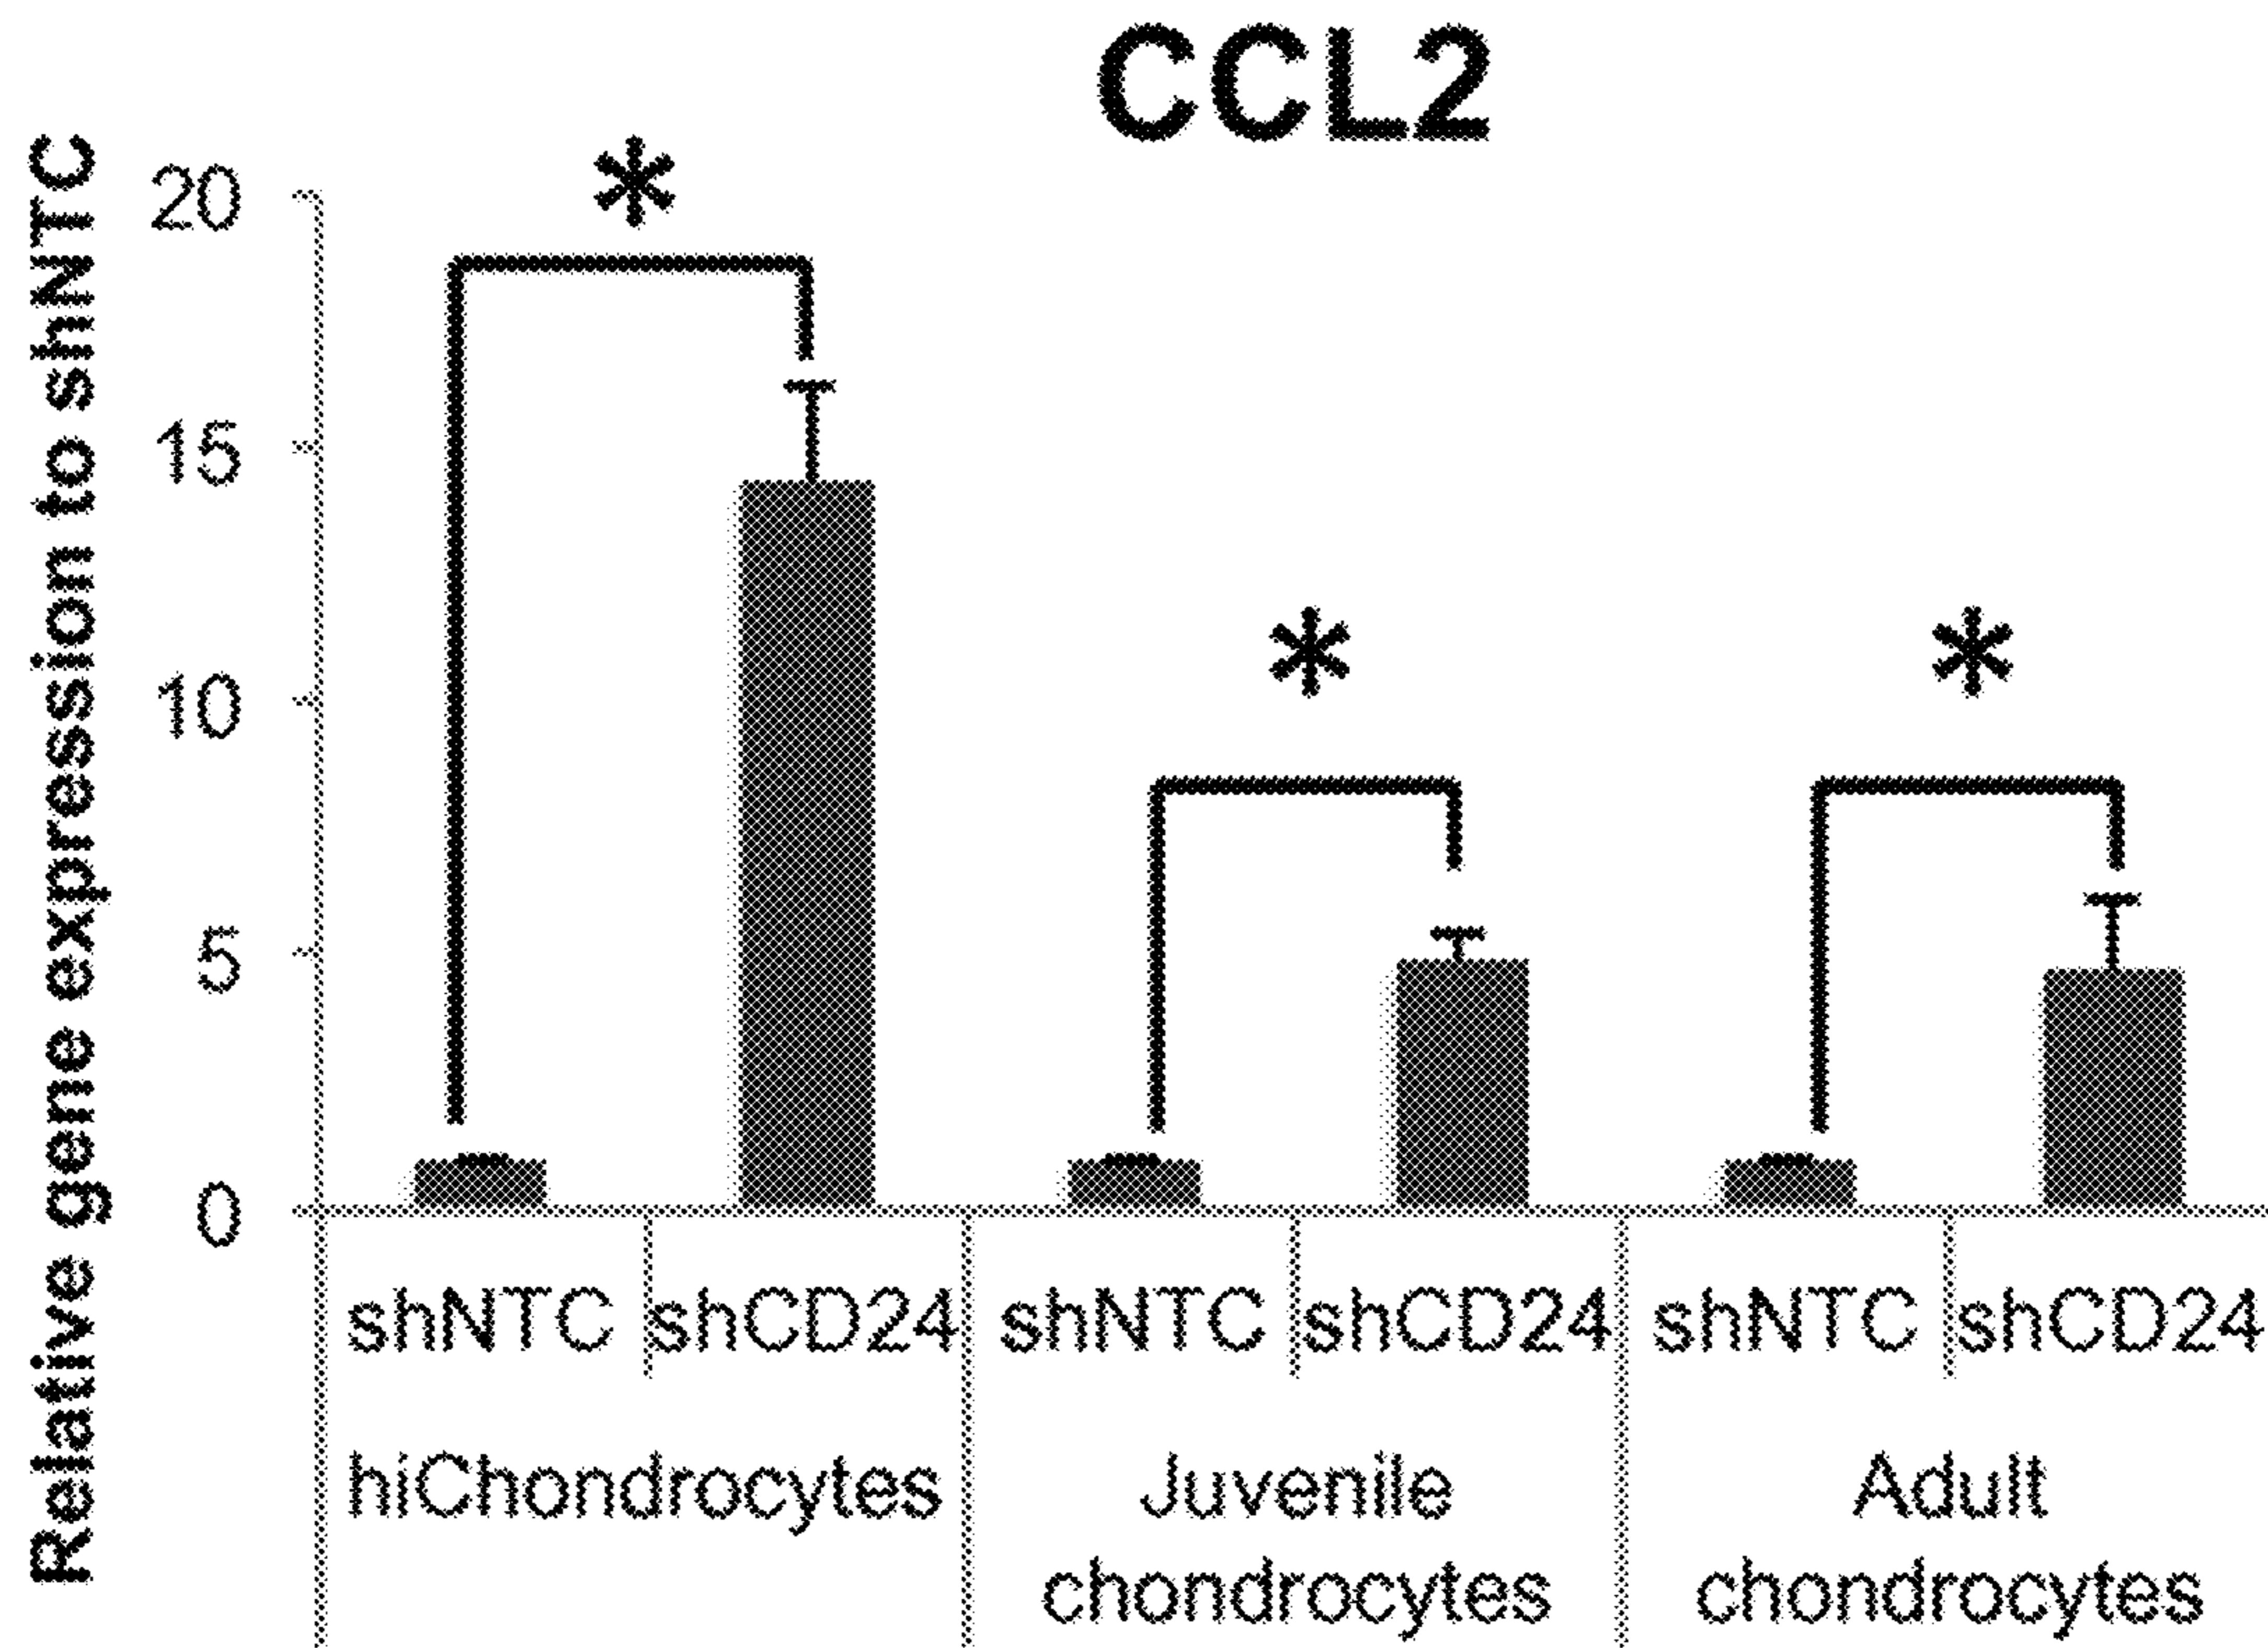 CCL2
Relative gene expression to shNTC
20
15
10
5
0
*
*
*
shNTC shCD24 shNTC shCD24 shNTC shCD24
hiChondrocytes Juvenile chondrocytes Adult chondrocytes